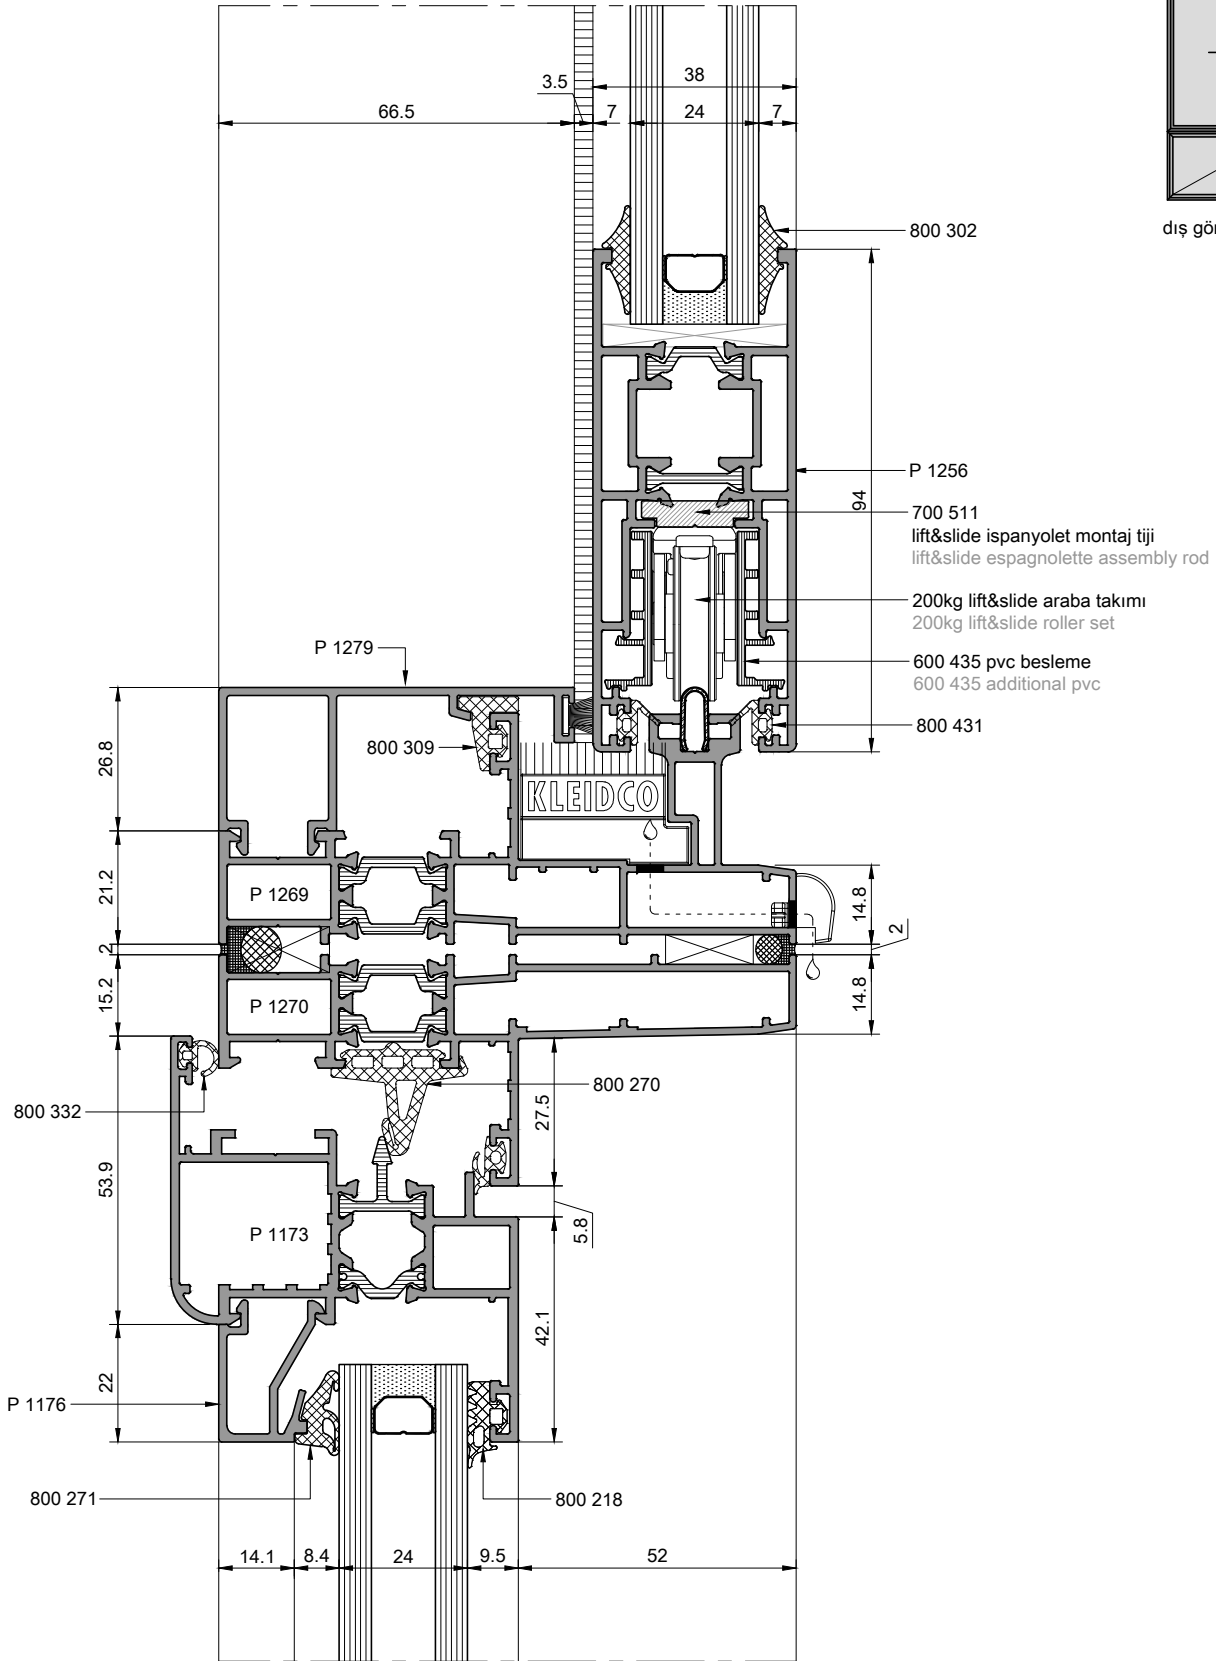 38
3.5
66.5
7
24
7
800 302
dış gör
P 1256
94
700 511
lift&slide ispanyolet montaj tiji
lift&slide espagnolette assembly rod
200kg lift&slide araba takımı
200kg lift&slide roller set
P 1279
600 435 pvc besleme
600 435 additional pvc
800 431
800 309
26.8
KLEIDCO
21.2
P 1269
14.8
2
2
15.2
P 1270
14.8
800 270
800 332
27.5
53.9
P 1173
5.8
42.1
22
P 1176
800 271
800 218
14.1
8.4
24
9.5
52